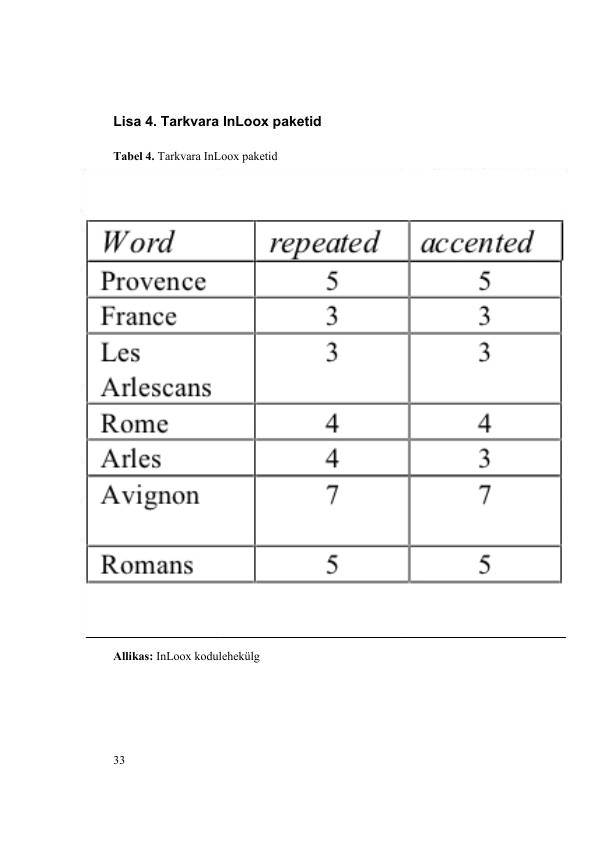 Lisa 4. Tarkvara InLoox paketid
Tabel 4. Tarkvara InLoox paketid
Word repeated accented
Provence 5 5
France 3 3
Les 3 3
Arlescans
Rome 4 4
Arles 4 3
Avignon 7 7
Romans 5 5
Allikas: InLoox kodulehekülg
33